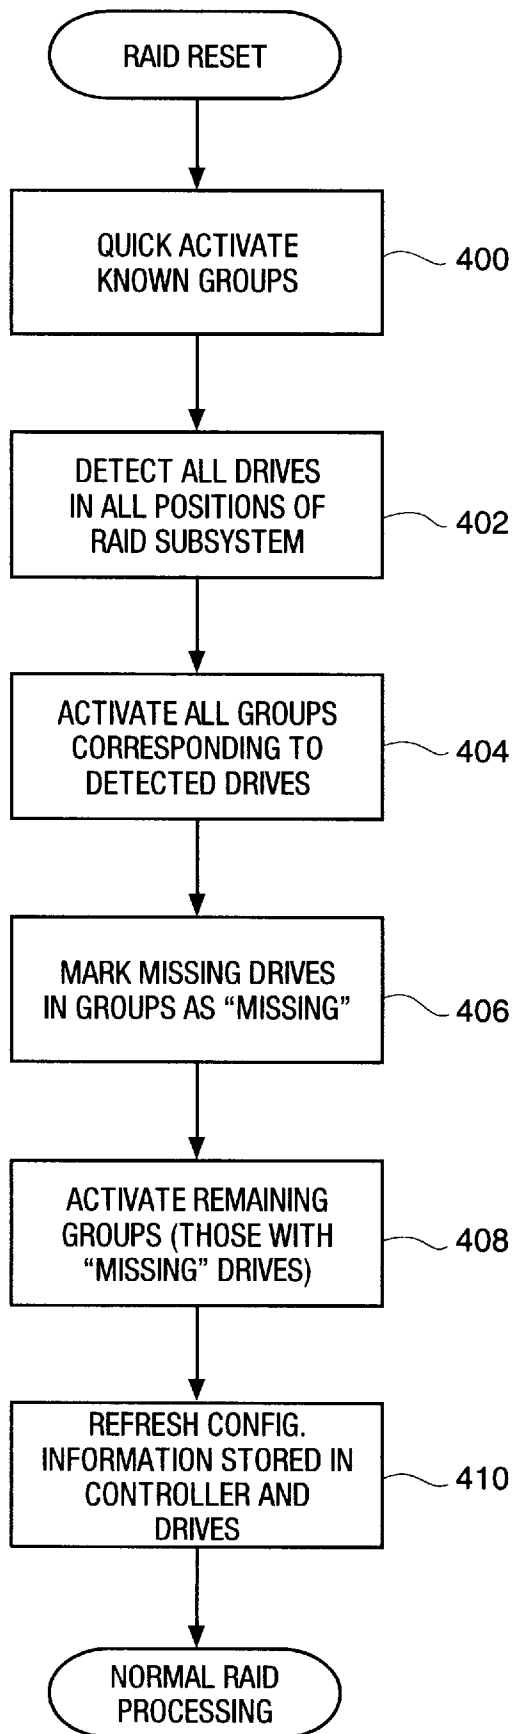 RAID RESET
QUICK ACTIVATE
KNOWN GROUPS
400
DETECT ALL DRIVES
IN ALL POSITIONS OF
RAID SUBSYSTEM
402
ACTIVATE ALL GROUPS
CORRESPONDING TO
DETECTED DRIVES
404
MARK MISSING DRIVES
IN GROUPS AS “MISSING”
406
ACTIVATE REMAINING
GROUPS (THOSE WITH
“MISSING” DRIVES)
408
REFRESH CONFIG.
INFORMATION STORED IN
CONTROLLER AND
DRIVES
410
NORMAL RAID
PROCESSING